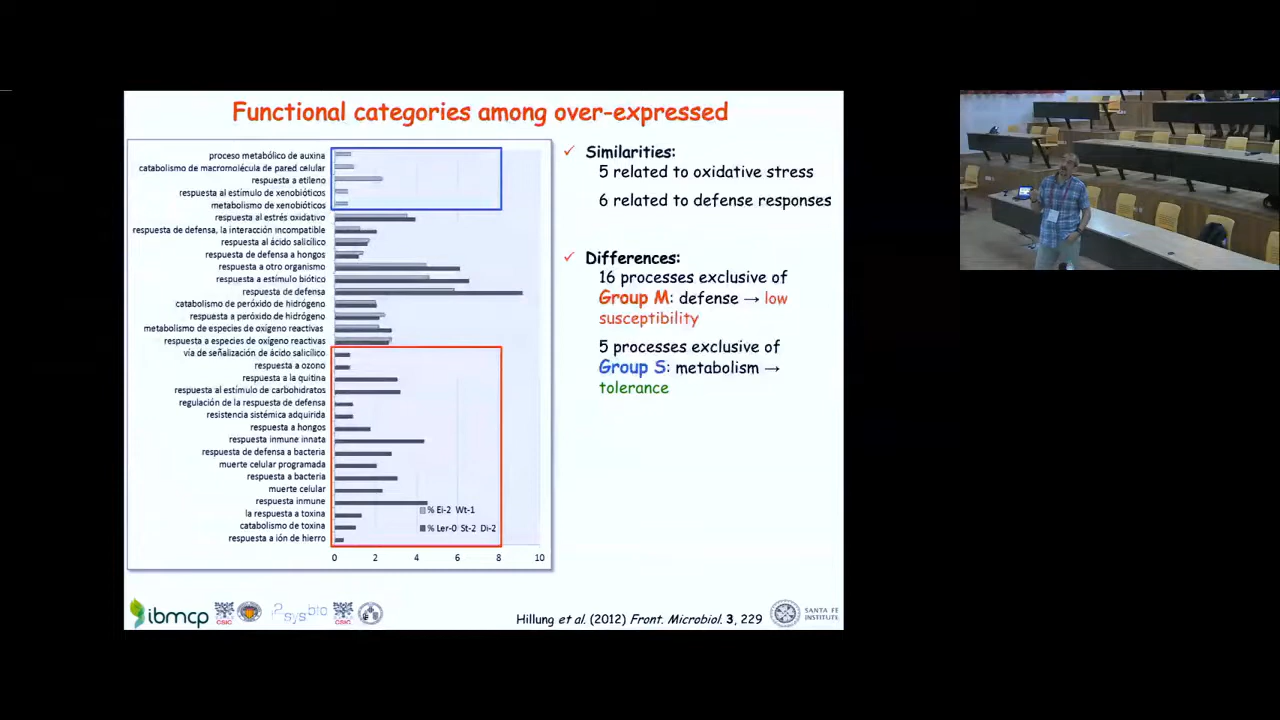 Functional categories among over-expressed
proceso metabólico de auxina
catabolismo de macromolécula de pared celular
respuesta a etileno
respuesta al estímulo de xenobióticos
metabolismo de xenobióticos
respuesta al estrés oxidativo
respuesta de defensa, la interacción incompatible
respuesta al ácido salicílico
respuesta de defensa a hongos
respuesta a otro organismo
respuesta a estímulo biótico
respuesta de defensa
catabolismo de peróxido de hidrógeno
respuesta a peróxido de hidrógeno
metabolismo de especies de oxígeno reactivas
respuesta a especies de oxígeno reactivas
vía de señalización de ácido salicílico
respuesta a ozono
respuesta a la quitina
respuesta al estímulo de carbohidratos
regulación de la respuesta de defensa
resistencia sistémica adquirida
respuesta a hongos
respuesta inmune innata
respuesta de defensa a bacteria
muerte celular programada
respuesta a bacteria
muerte celular
respuesta inmune
la respuesta a toxina
catabolismo de toxina
respuesta a ión de hierro
% Ei-2 Wt-1
% Ler-0 St-2 Di-2
0 2 4 6 8 10
✓ Similarities:
5 related to oxidative stress
6 related to defense responses
✓ Differences:
16 processes exclusive of
Group M: defense → low
susceptibility
5 processes exclusive of
Group S: metabolism →
tolerance
ibmcp
CSIC
sysbio
CSIC
Hillung et al. (2012) Front. Microbiol. 3, 229
SANTA FE
INSTITUTE